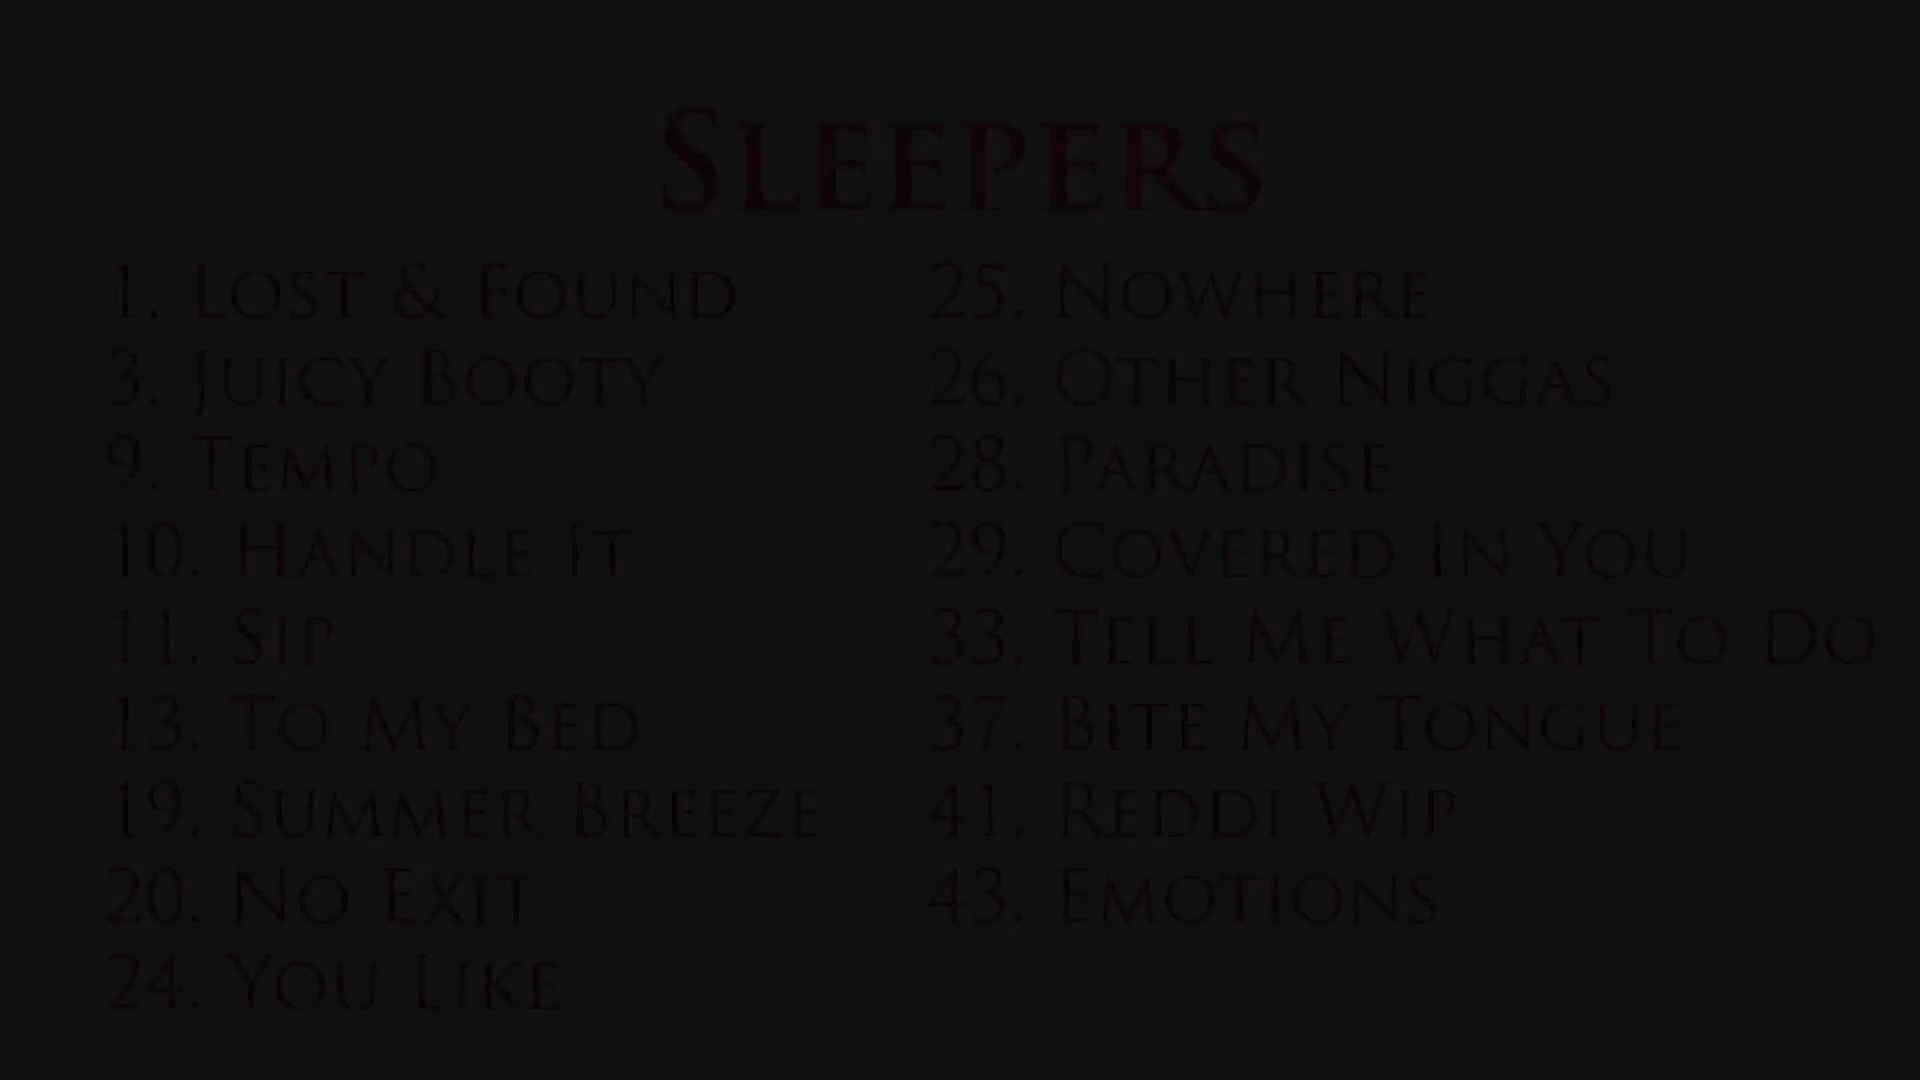 SLEEPERS
1. LOST & FOUND
3. JUICY BOOTY
9. TEMPO
10. HANDLE IT
11. SIP
13. TO MY BED
19. SUMMER BREEZE
20. NO EXIT
24. YOU LIKE
25. NOWHERE
26. OTHER NIGGAS
28. PARADISE
29. COVERED IN YOU
33. TELL ME WHAT TO DO
37. BITE MY TONGUE
41. REDDI WIP
43. EMOTIONS